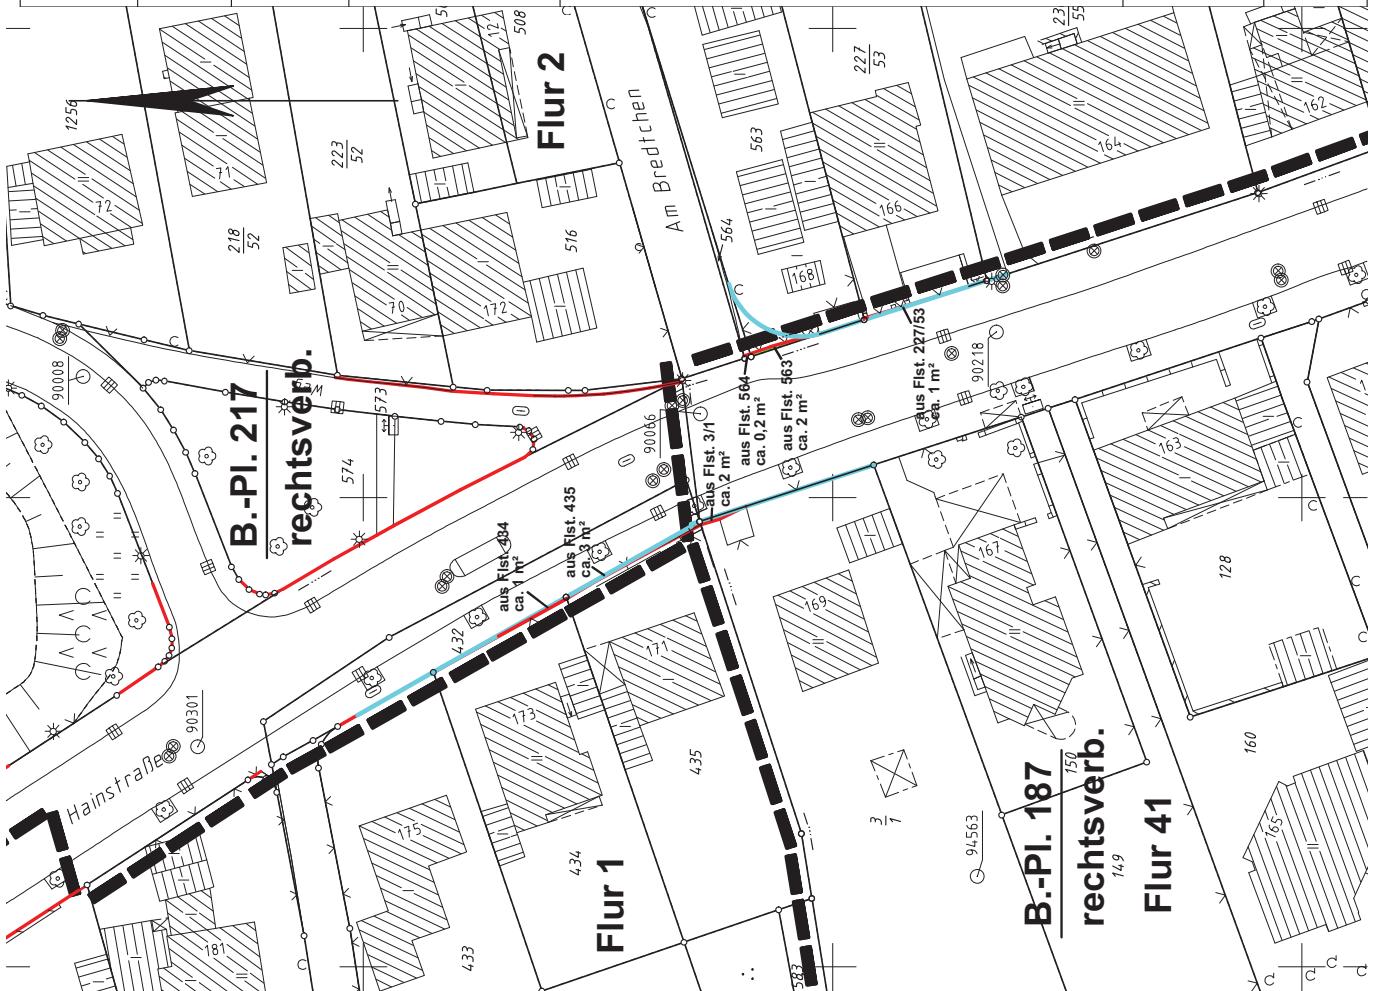 1256
72
71
218
52
223
52
508
12
Flur 2
227
53
55
162
164
563
166
168
564
Am Bredtchen
516
172
70
Weg
573
574
90008
B.-Pl. 217
rechtsverb.
90066
90218
aus Flst. 434
ca. 1 m²
aus Flst. 435
ca. 3 m²
aus Flst. 3/1
ca. 2 m²
aus Flst. 564
ca. 0,2 m²
aus Flst. 563
ca. 2 m²
aus Flst. 227/53
ca. 1 m²
432
90301
Hainstraße
173
171
169
167
163
128
175
181
434
435
433
Flur 1
583
3
1
94563
B.-Pl. 187
rechtsverb.
150
149
Flur 41
160
165